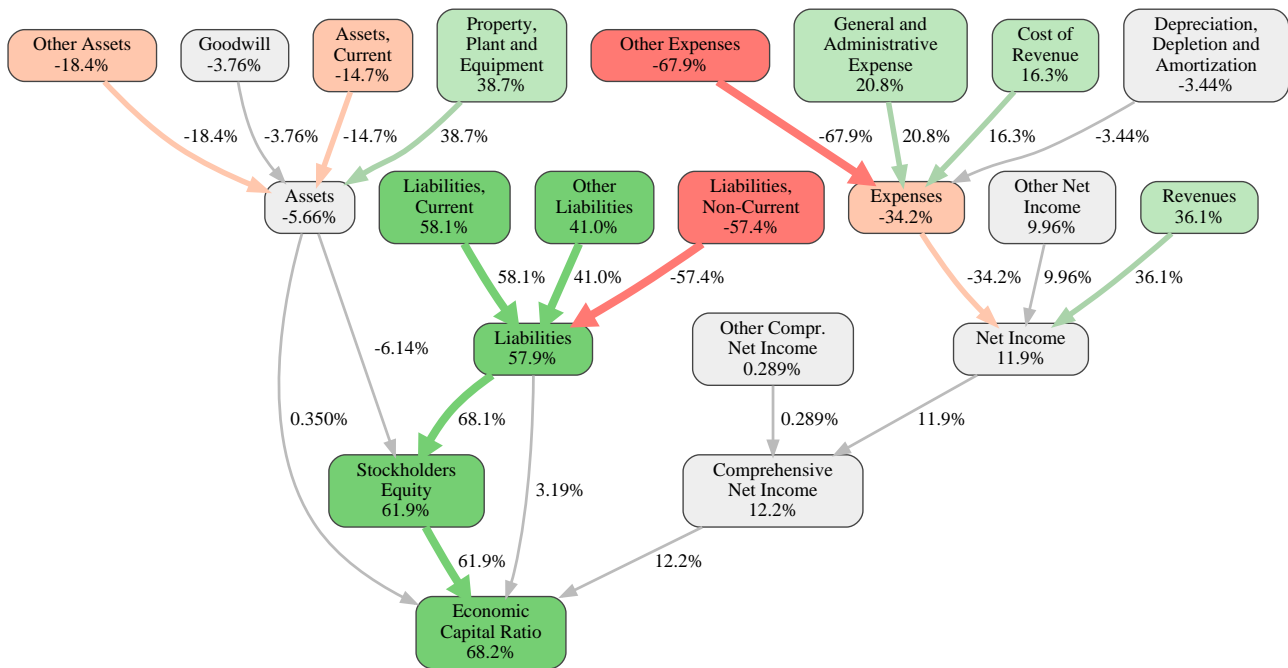 Other Assets
-18.4%
Goodwill
-3.76%
Assets,
Current
-14.7%
Property,
Plant and
Equipment
38.7%
Other Expenses
-67.9%
General and
Administrative
Expense
20.8%
Cost of
Revenue
16.3%
Depreciation,
Depletion and
Amortization
-3.44%
-18.4%
-3.76%
-14.7%
38.7%
-67.9%
20.8%
16.3%
-3.44%
Assets
-5.66%
Liabilities,
Current
58.1%
Other
Liabilities
41.0%
Liabilities,
Non-Current
-57.4%
Expenses
-34.2%
Other Net
Income
9.96%
Revenues
36.1%
58.1%
41.0%
-57.4%
-34.2%
9.96%
36.1%
Liabilities
57.9%
Other Compr.
Net Income
0.289%
Net Income
11.9%
-6.14%
0.350%
68.1%
0.289%
11.9%
Stockholders
Equity
61.9%
3.19%
Comprehensive
Net Income
12.2%
61.9%
12.2%
Economic
Capital Ratio
68.2%